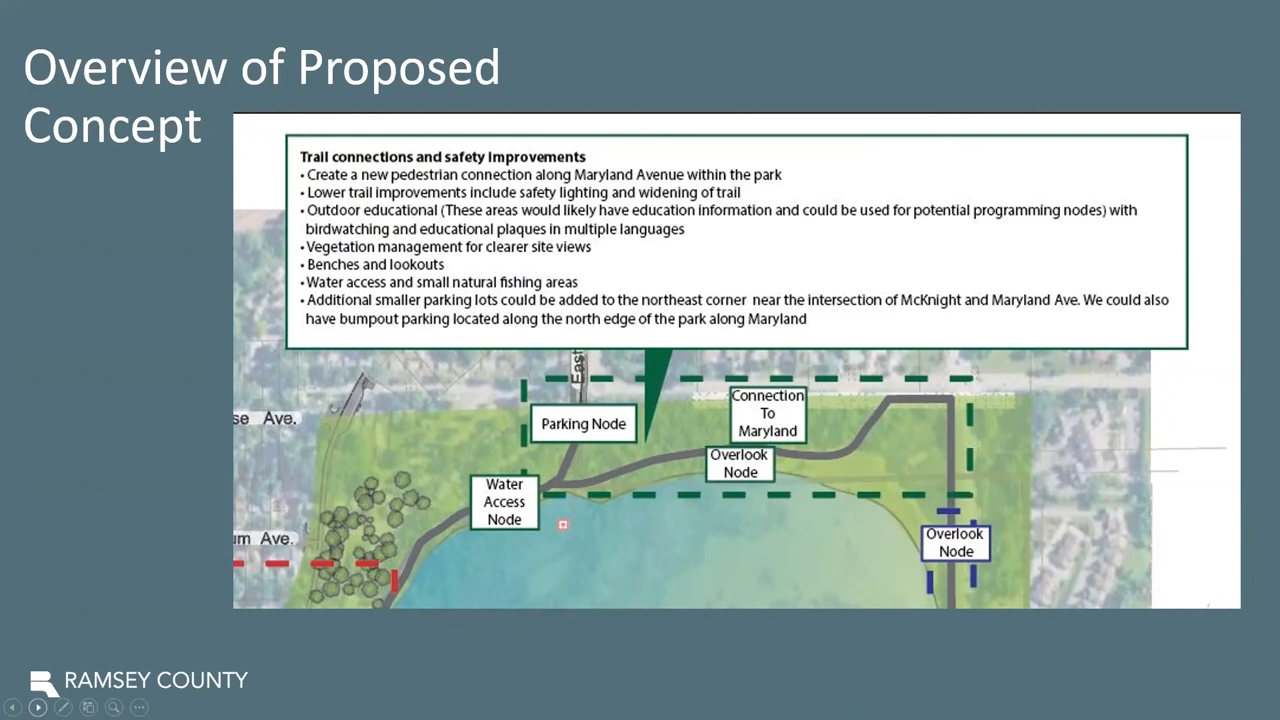 Overview of Proposed
Concept
Trail connections and safety improvements
• Create a new pedestrian connection along Maryland Avenue within the park
• Lower trail improvements include safety lighting and widening of trail
• Outdoor educational (These areas would likely have education information and could be used for potential programming nodes) with
birdwatching and educational plaques in multiple languages
• Vegetation management for clearer site views
• Benches and lookouts
• Water access and small natural fishing areas
• Additional smaller parking lots could be added to the northeast corner near the intersection of McKnight and Maryland Ave. We could also
have bumpout parking located along the north edge of the park along Maryland
East
Parking Node
Connection
To
Maryland
se Ave.
Overlook
Node
Water
Access
Node
um Ave.
Overlook
Node
RAMSEY COUNTY